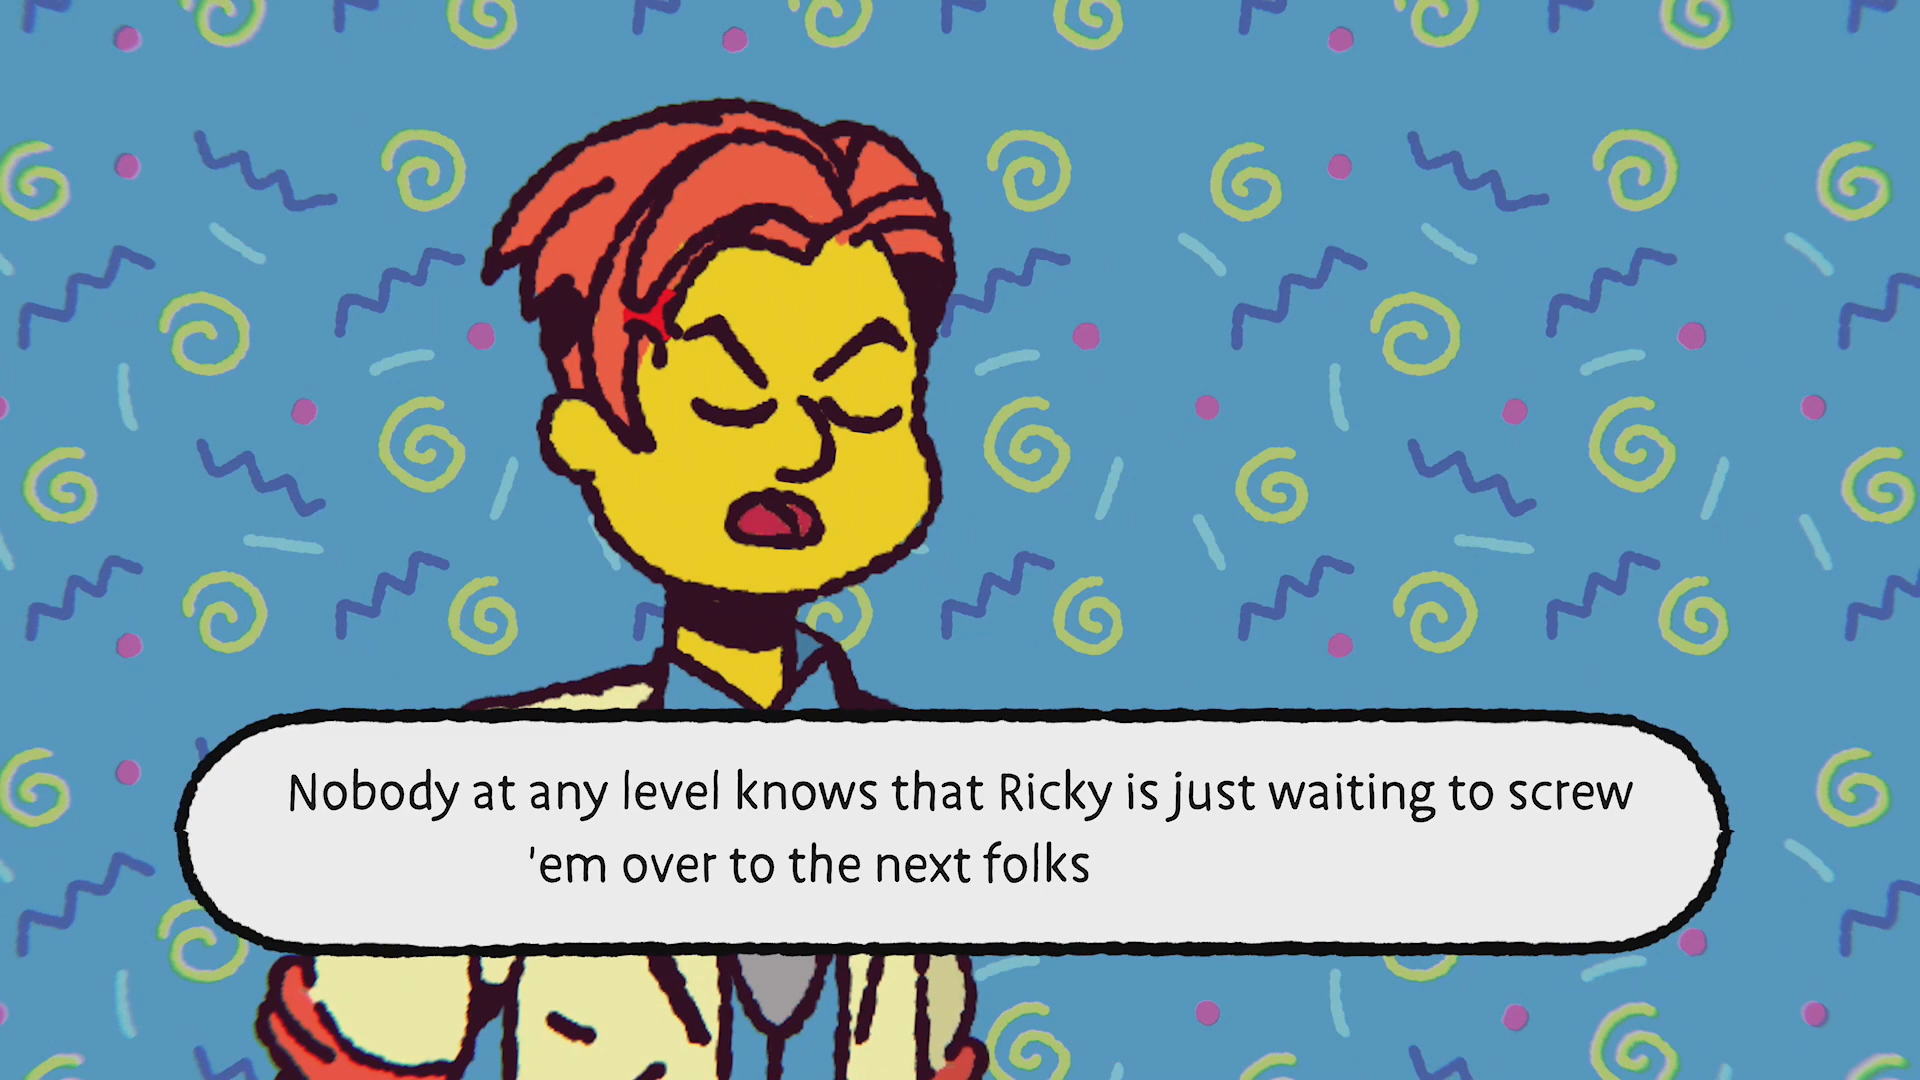 Nobody at any level knows that Ricky is just waiting to screw
'em over to the next folks